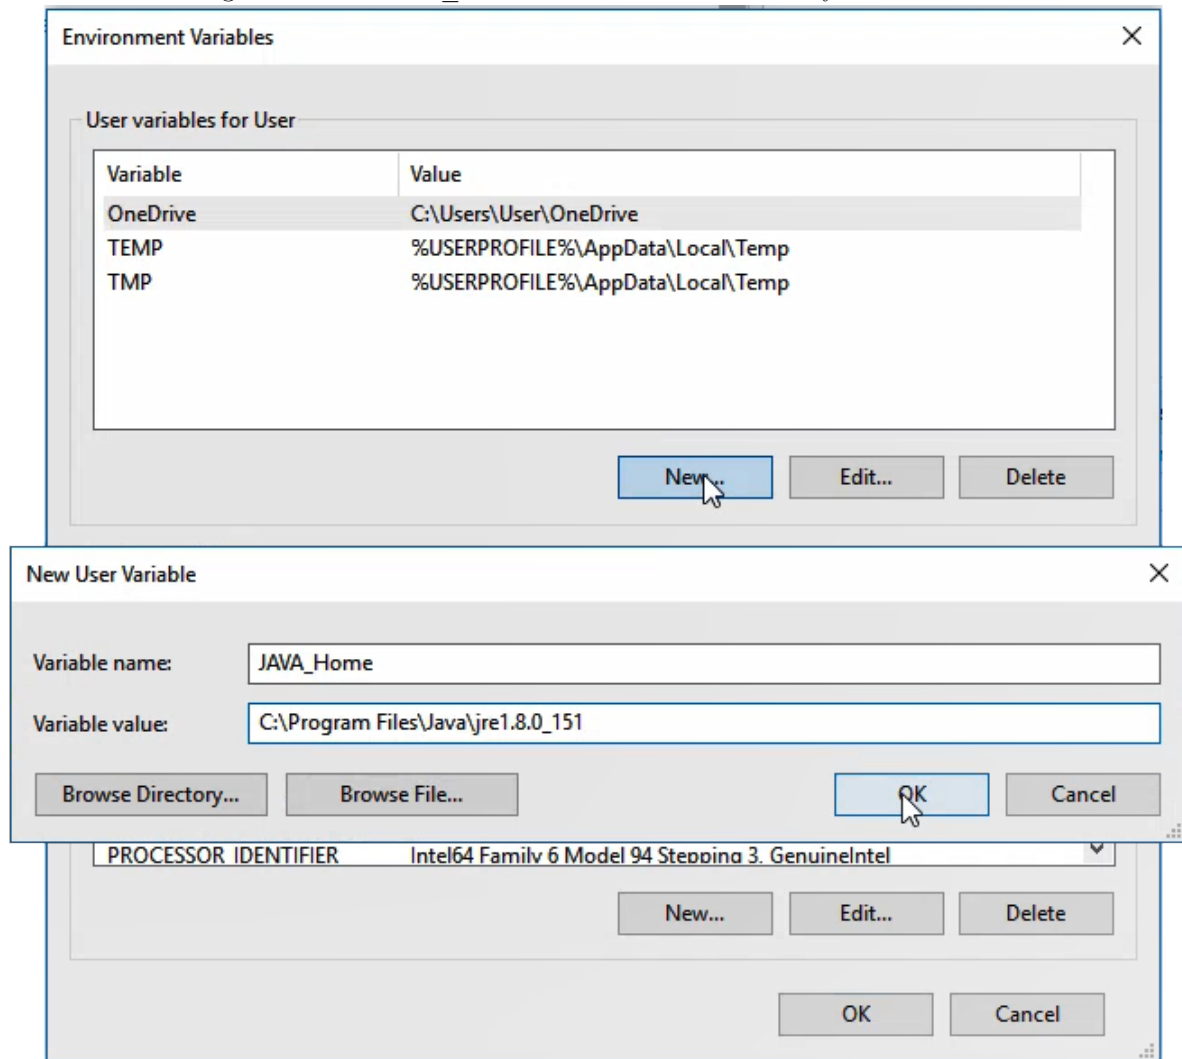 Environment Variables
User variables for User
Variable Value
OneDrive C:\Users\User\OneDrive
TEMP %USERPROFILE%\AppData\Local\Temp
TMP %USERPROFILE%\AppData\Local\Temp
New... Edit... Delete
New User Variable
Variable name: JAVA_Home
Variable value: C:\Program Files\Java\jre1.8.0_151
Browse Directory... Browse File... OK Cancel
PROCESSOR_IDENTIFIER Intel64 Family 6 Model 94 Stepping 3, GenuineIntel
New... Edit... Delete
OK Cancel